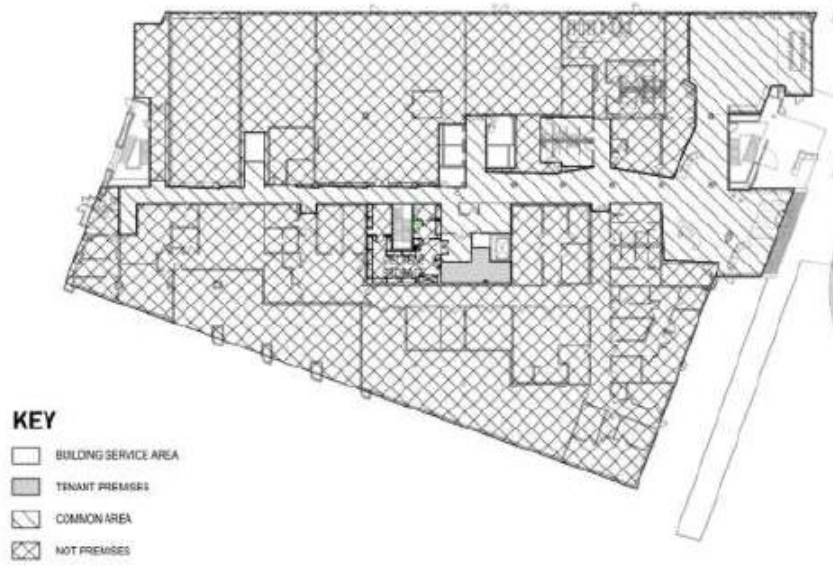 KEY
BUILDING SERVICE AREA
TENANT PREMISES
COMMON AREA
NOT PREMISES